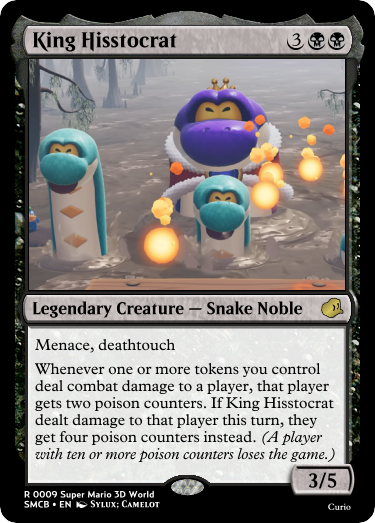 King Hisstocrat 3
Legendary Creature — Snake Noble
Menace, deathtouch
Whenever one or more tokens you control
deal combat damage to a player, that player
gets two poison counters. If King Hisstocrat
dealt damage to that player this turn, they
get four poison counters instead. (A player
with ten or more poison counters loses the game.)
3/5
R 0009 Super Mario 3D World
SMCB • EN Sylux; Camelot
Curio